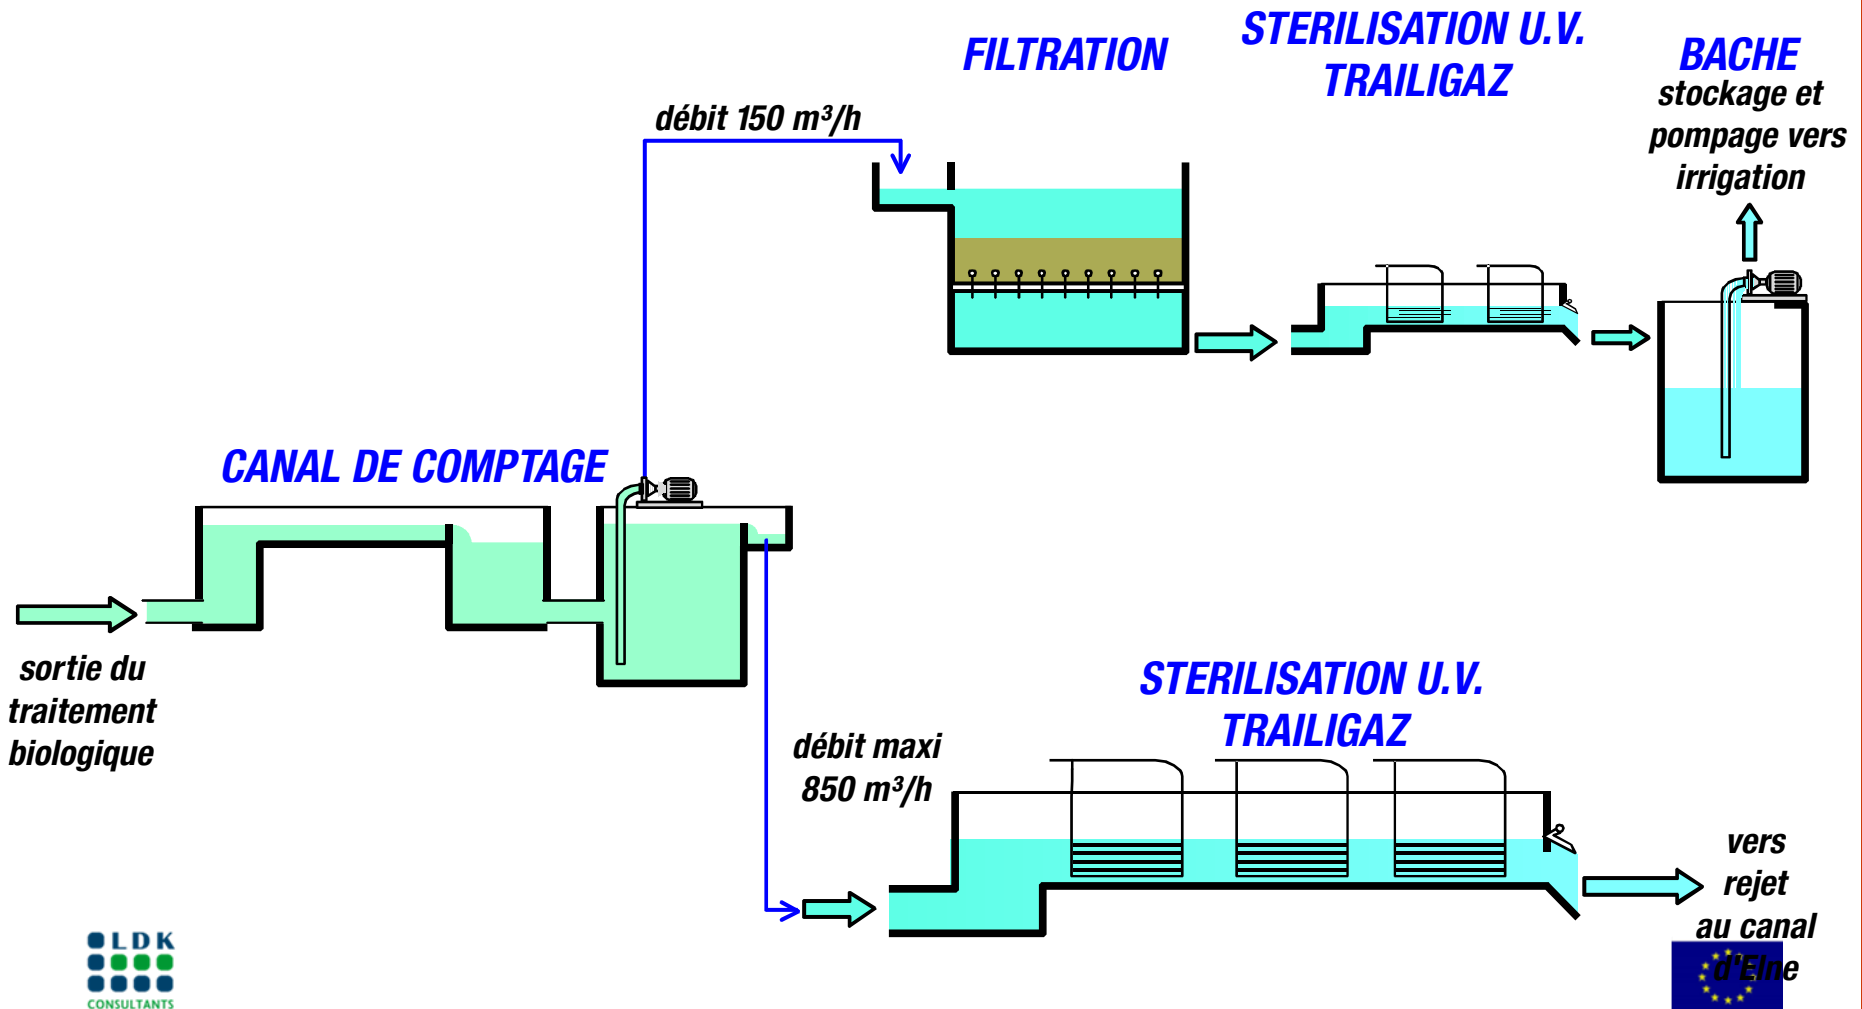 FILTRATION
STERILISATION U.V.
TRAILIGAZ
BACHE
stockage et
pompage vers
irrigation
débit 150 m³/h
CANAL DE COMPTAGE
sortie du
traitement
biologique
STERILISATION U.V.
TRAILIGAZ
débit maxi
850 m³/h
vers
rejet
au canal
d'Elne
LDK
CONSULTANTS